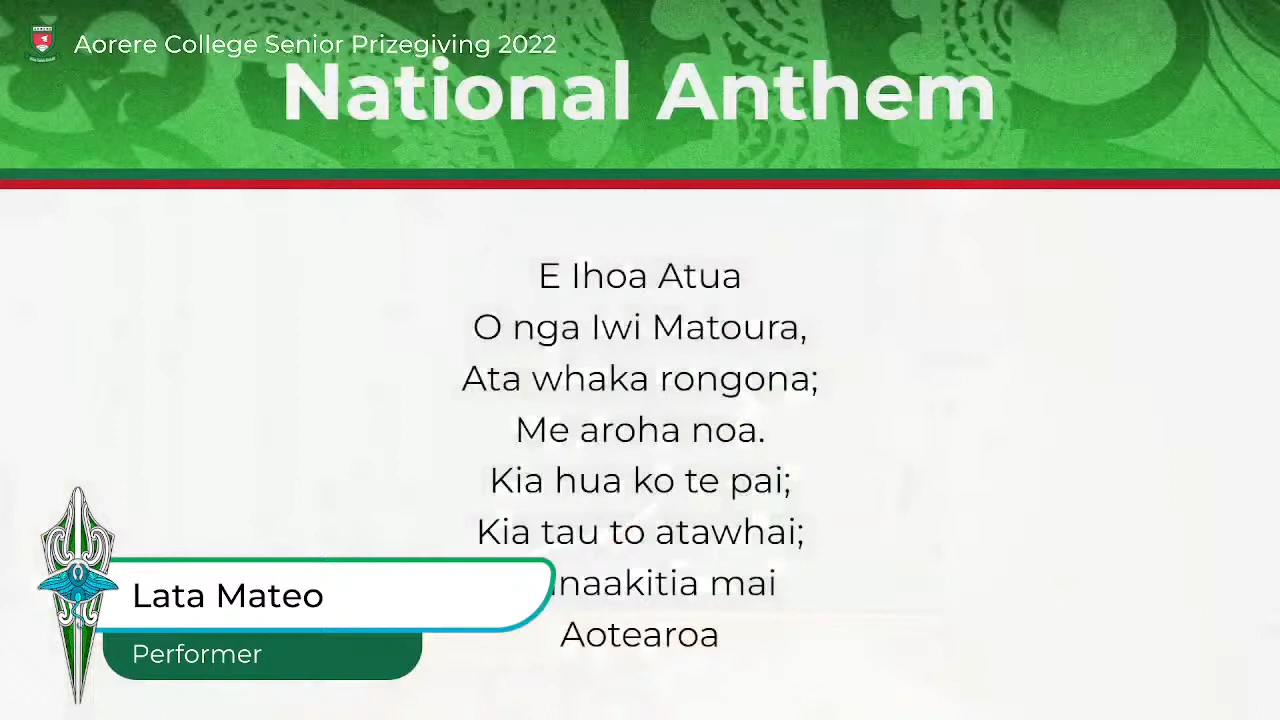 Aorere College Senior Prizegiving 2022
National Anthem
E Ihoa Atua
O nga Iwi Matoura,
Ata whaka rongona;
Me aroha noa.
Kia hua ko te pai;
Kia tau to atawhai;
mai
Aotearoa
Lata Mateo
Performer